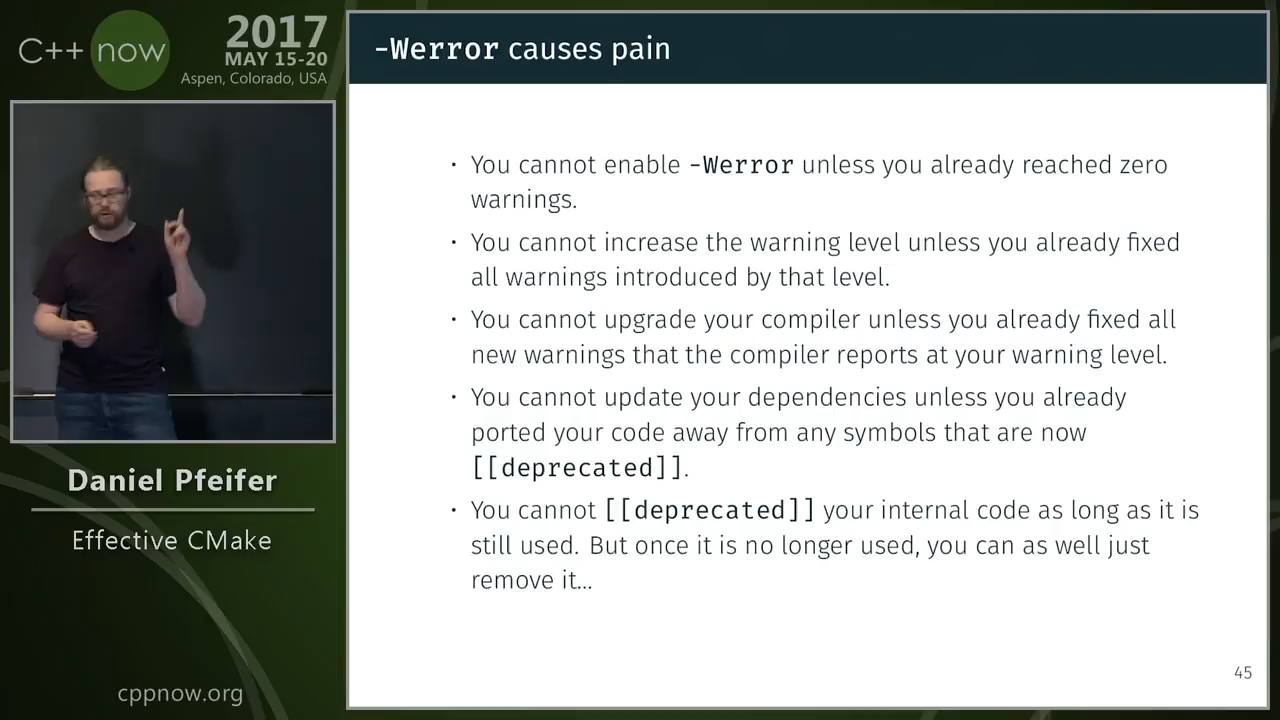 C++ now
2017
MAY 15-20
Aspen, Colorado, USA
Daniel Pfeifer
Effective CMake
cppnow.org
-Werror causes pain
· You cannot enable -Werror unless you already reached zero
warnings.
· You cannot increase the warning level unless you already fixed
all warnings introduced by that level.
· You cannot upgrade your compiler unless you already fixed all
new warnings that the compiler reports at your warning level.
· You cannot update your dependencies unless you already
ported your code away from any symbols that are now
[[deprecated]].
· You cannot [[deprecated]] your internal code as long as it is
still used. But once it is no longer used, you can as well just
remove it...
45